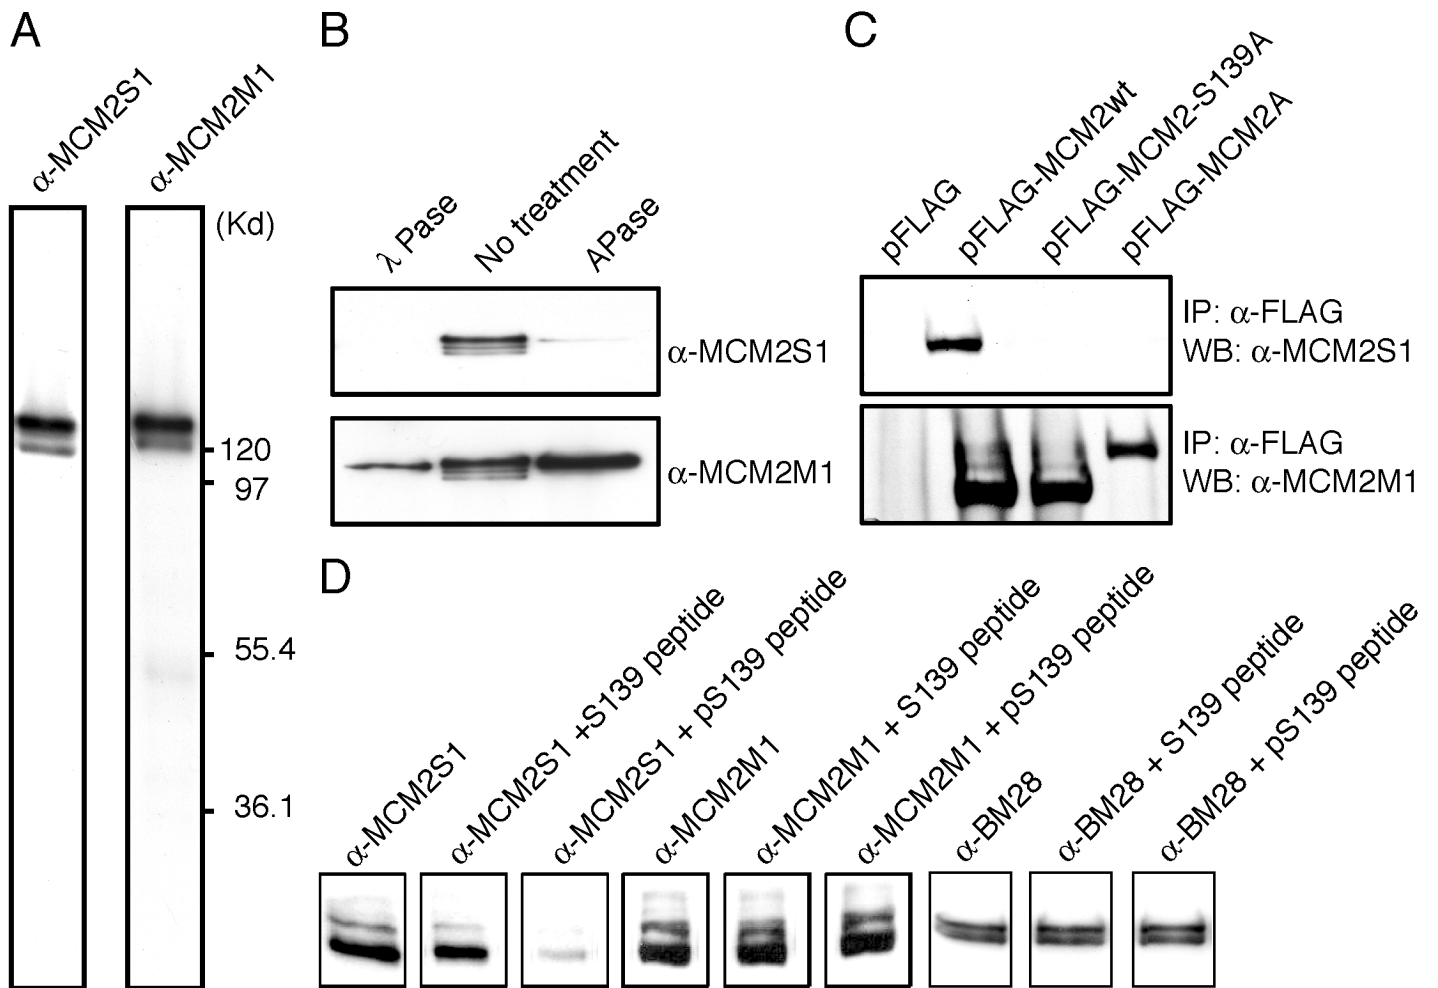 A
α-MCM2S1
α-MCM2M1
(Kd)
120
97
55.4
36.1
B
λ Pase
No treatment
APase
α-MCM2S1
α-MCM2M1
C
pFLAG
pFLAG-MCM2wt
pFLAG-MCM2-S139A
pFLAG-MCM2A
IP: α-FLAG
WB: α-MCM2S1
IP: α-FLAG
WB: α-MCM2M1
D
α-MCM2S1
α-MCM2S1 +S139 peptide
α-MCM2S1 + pS139 peptide
α-MCM2M1
α-MCM2M1 + S139 peptide
α-MCM2M1 + pS139 peptide
α-BM28
α-BM28 + S139 peptide
α-BM28 + pS139 peptide